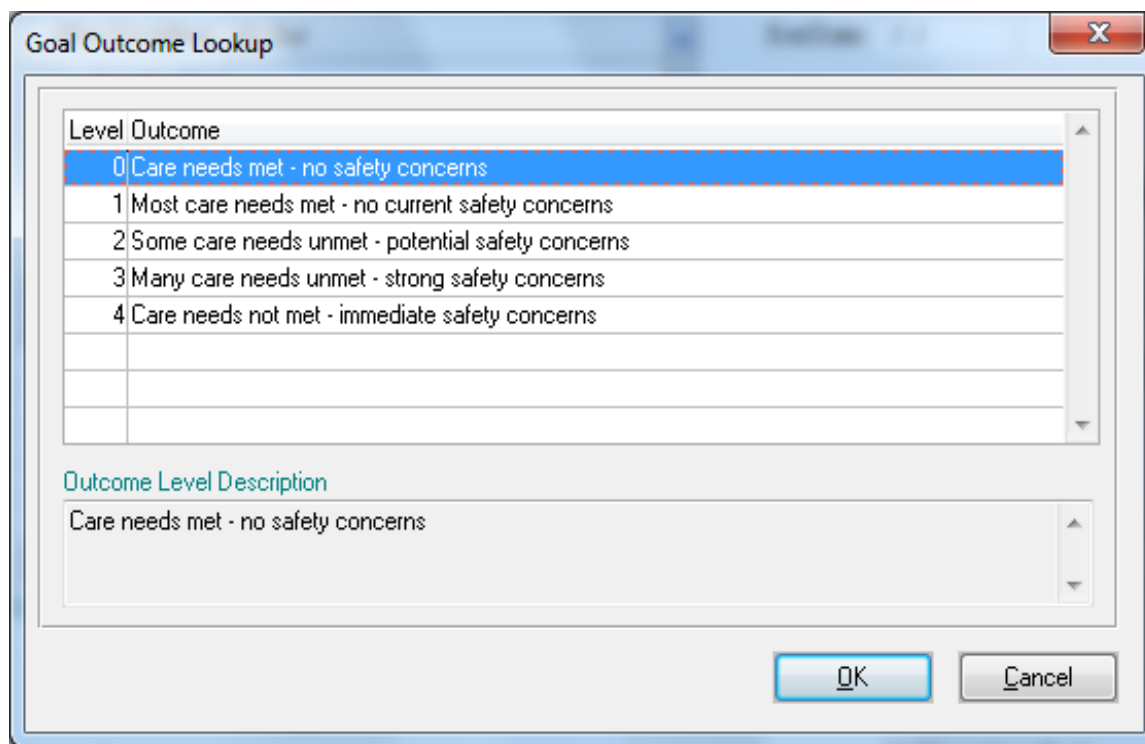 Goal Outcome Lookup
Level Outcome
0 Care needs met - no safety concerns
1 Most care needs met - no current safety concerns
2 Some care needs unmet - potential safety concerns
3 Many care needs unmet - strong safety concerns
4 Care needs not met - immediate safety concerns
Outcome Level Description
Care needs met - no safety concerns
OK Cancel